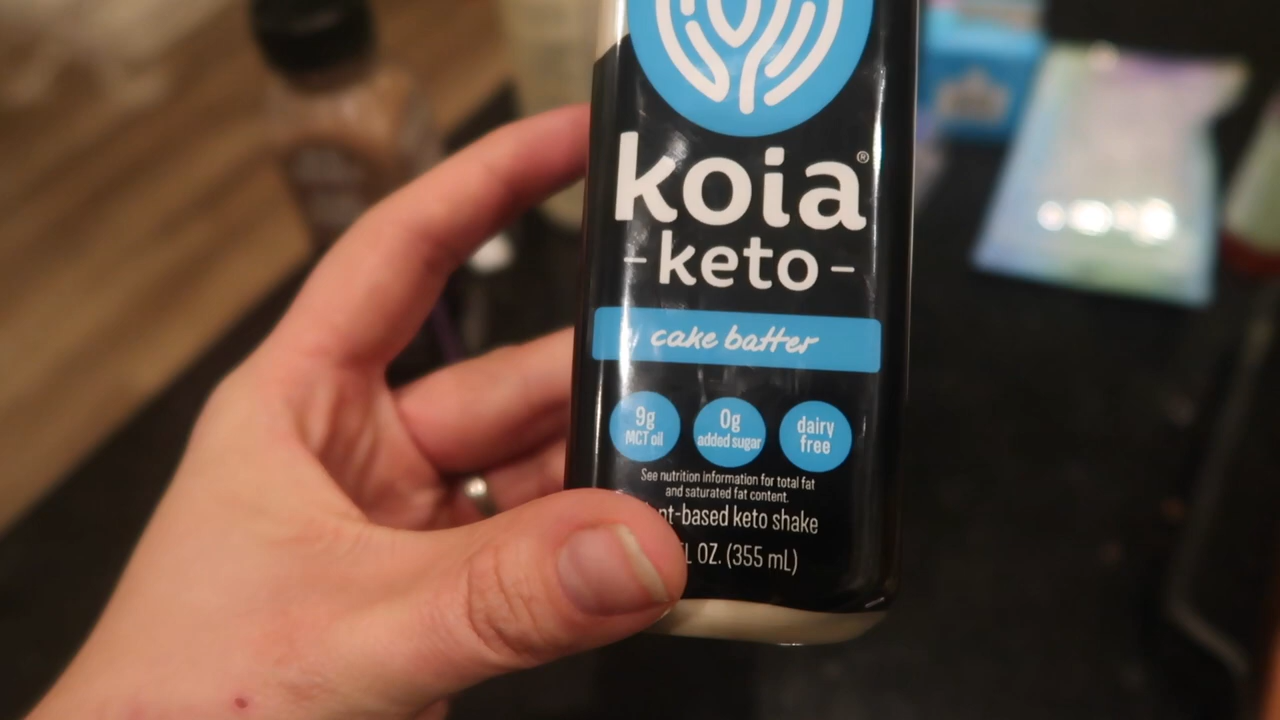 koia®
-keto-
cake batter
9g
MCT oil
0g
added sugar
dairy
free
See nutrition information for total fat
and saturated fat content.
keto shake
OZ. (355 mL)